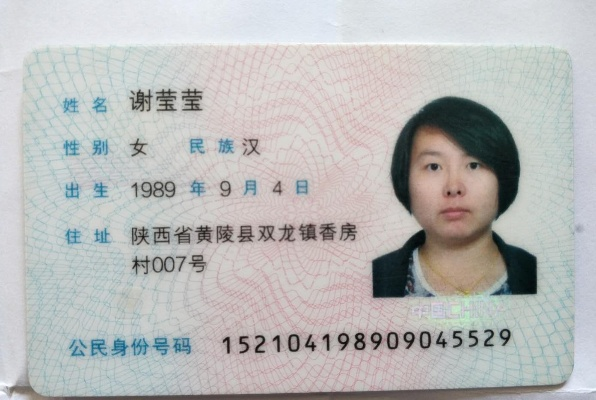 姓名 谢莹莹
性别 女 民族 汉
出生 1989 年 9 月 4 日
住址 陕西省黄陵县双龙镇香房
村007号
公民身份号码 152104198909045529